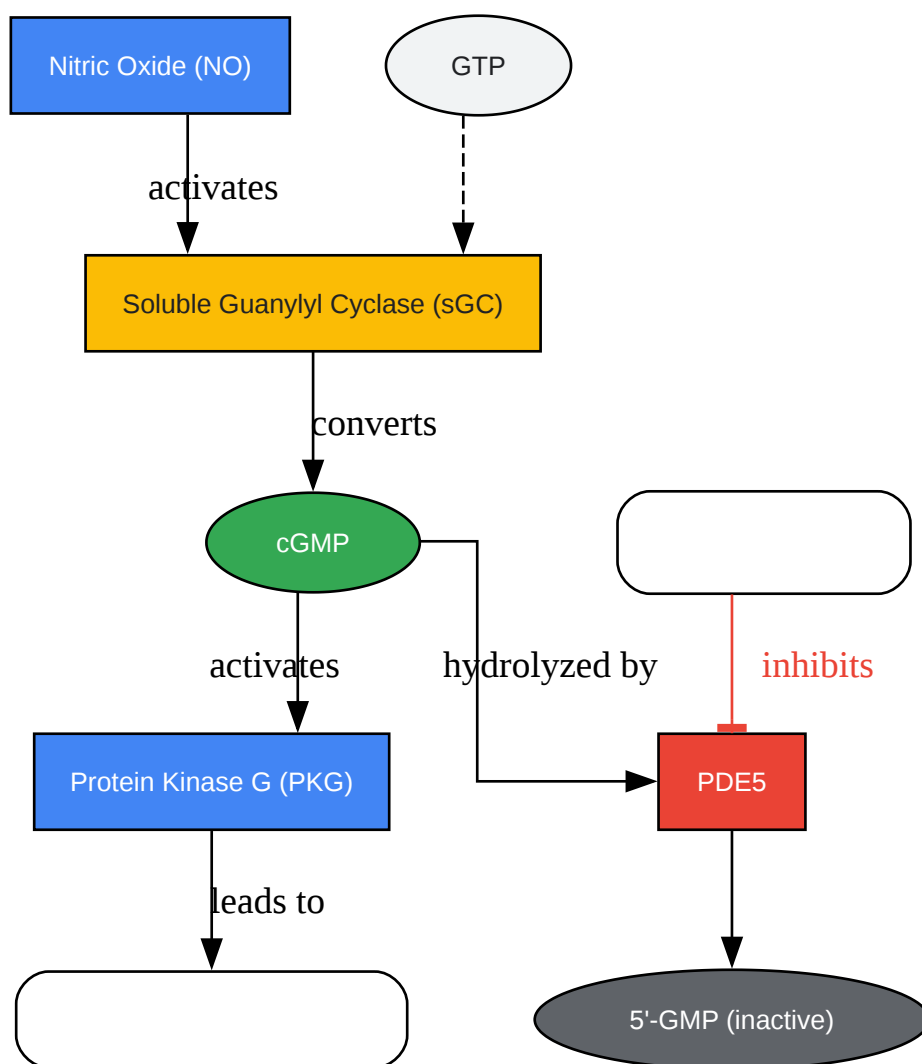 Nitric Oxide (NO)
GTP
activates
Soluble Guanylyl Cyclase (sGC)
converts
cGMP
activates
hydrolyzed by
inhibits
Protein Kinase G (PKG)
PDE5
leads to
5'-GMP (inactive)